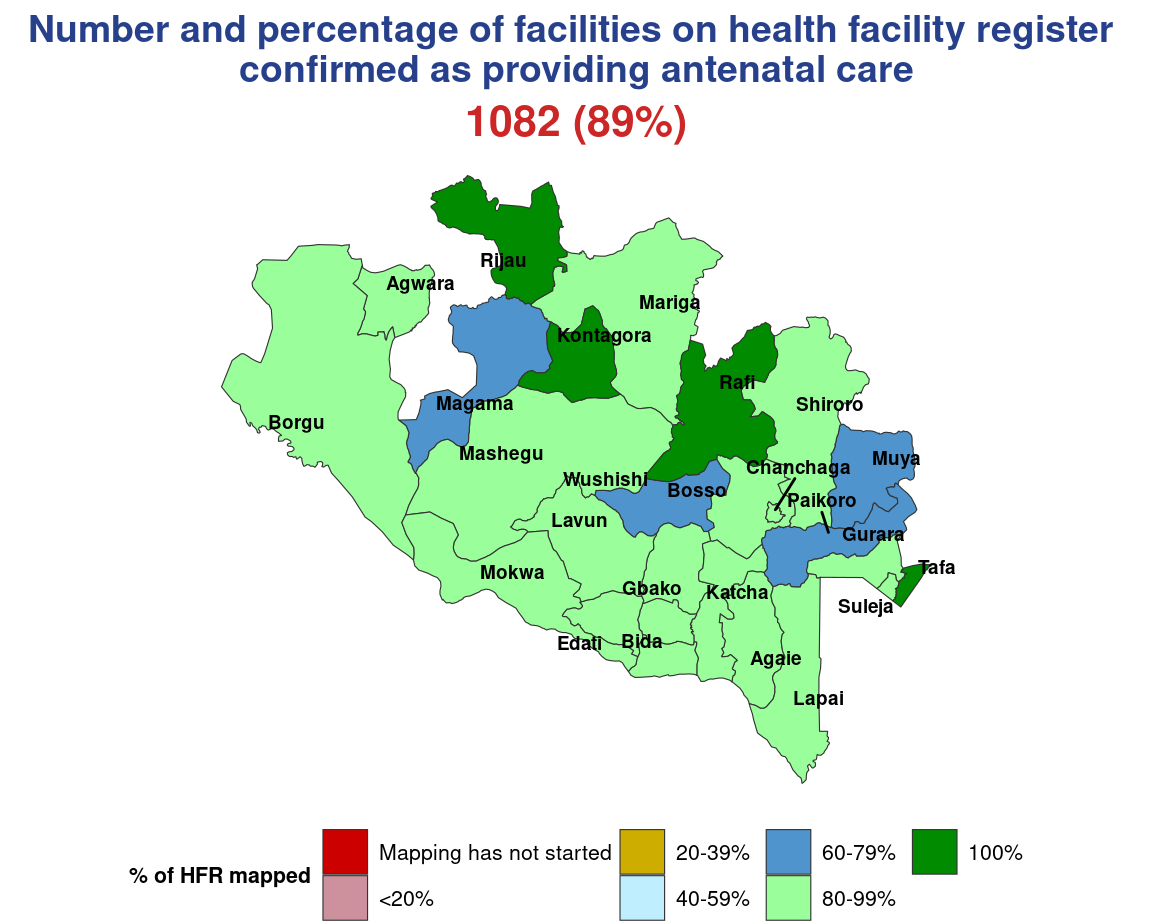 Number and percentage of facilities on health facility register
confirmed as providing antenatal care
1082 (89%)
Rijau
Agwara
Mariga
Kontagora
Rafi
Magama
Shiroro
Borgu
Mashegu
Muya
Chanchaga
Wushishi
Bosso
Paikoro
Lavun
Gurara
Tafa
Mokwa
Gbako
Katcha
Suleja
Edati
Bida
Agaie
Lapai
% of HFR mapped
Mapping has not started
<20%
20-39%
40-59%
60-79%
80-99%
100%